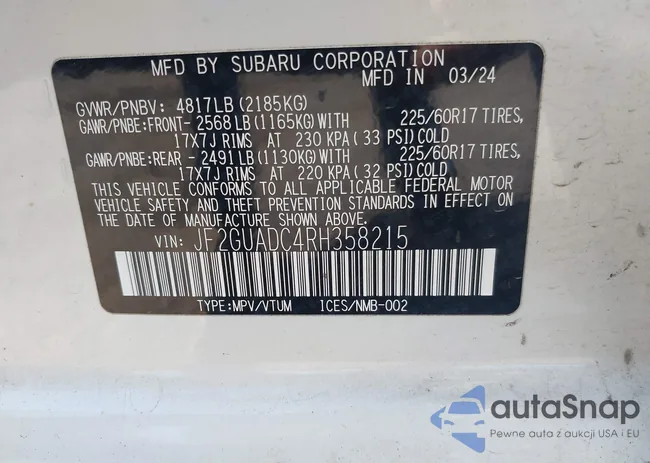 MFD BY SUBARU CORPORATION
MFD IN 03/24
GVWR/PNBV: 4817LB (2185KG)
GAWR/PNBE:FRONT- 2568LB (1165KG)WITH 225/60R17 TIRES,
17X7J RIMS AT 230 KPA (33 PSI)COLD
GAWR/PNBE:REAR - 2491LB (1130KG)WITH 225/60R17 TIRES,
17X7J RIMS AT 220 KPA (32 PSI)COLD
THIS VEHICLE CONFORMS TO ALL APPLICABLE FEDERAL MOTOR
VEHICLE SAFETY AND THEFT PREVENTION STANDARDS IN EFFECT
ON THE DATE OF MANUFACTURE SHOWN ABOVE.
VIN: JF2GUADC4RH358215
TYPE:MPV/VTUM ICES/NMB-002
autaSnap
Pewne auta z aukcji USA i EU